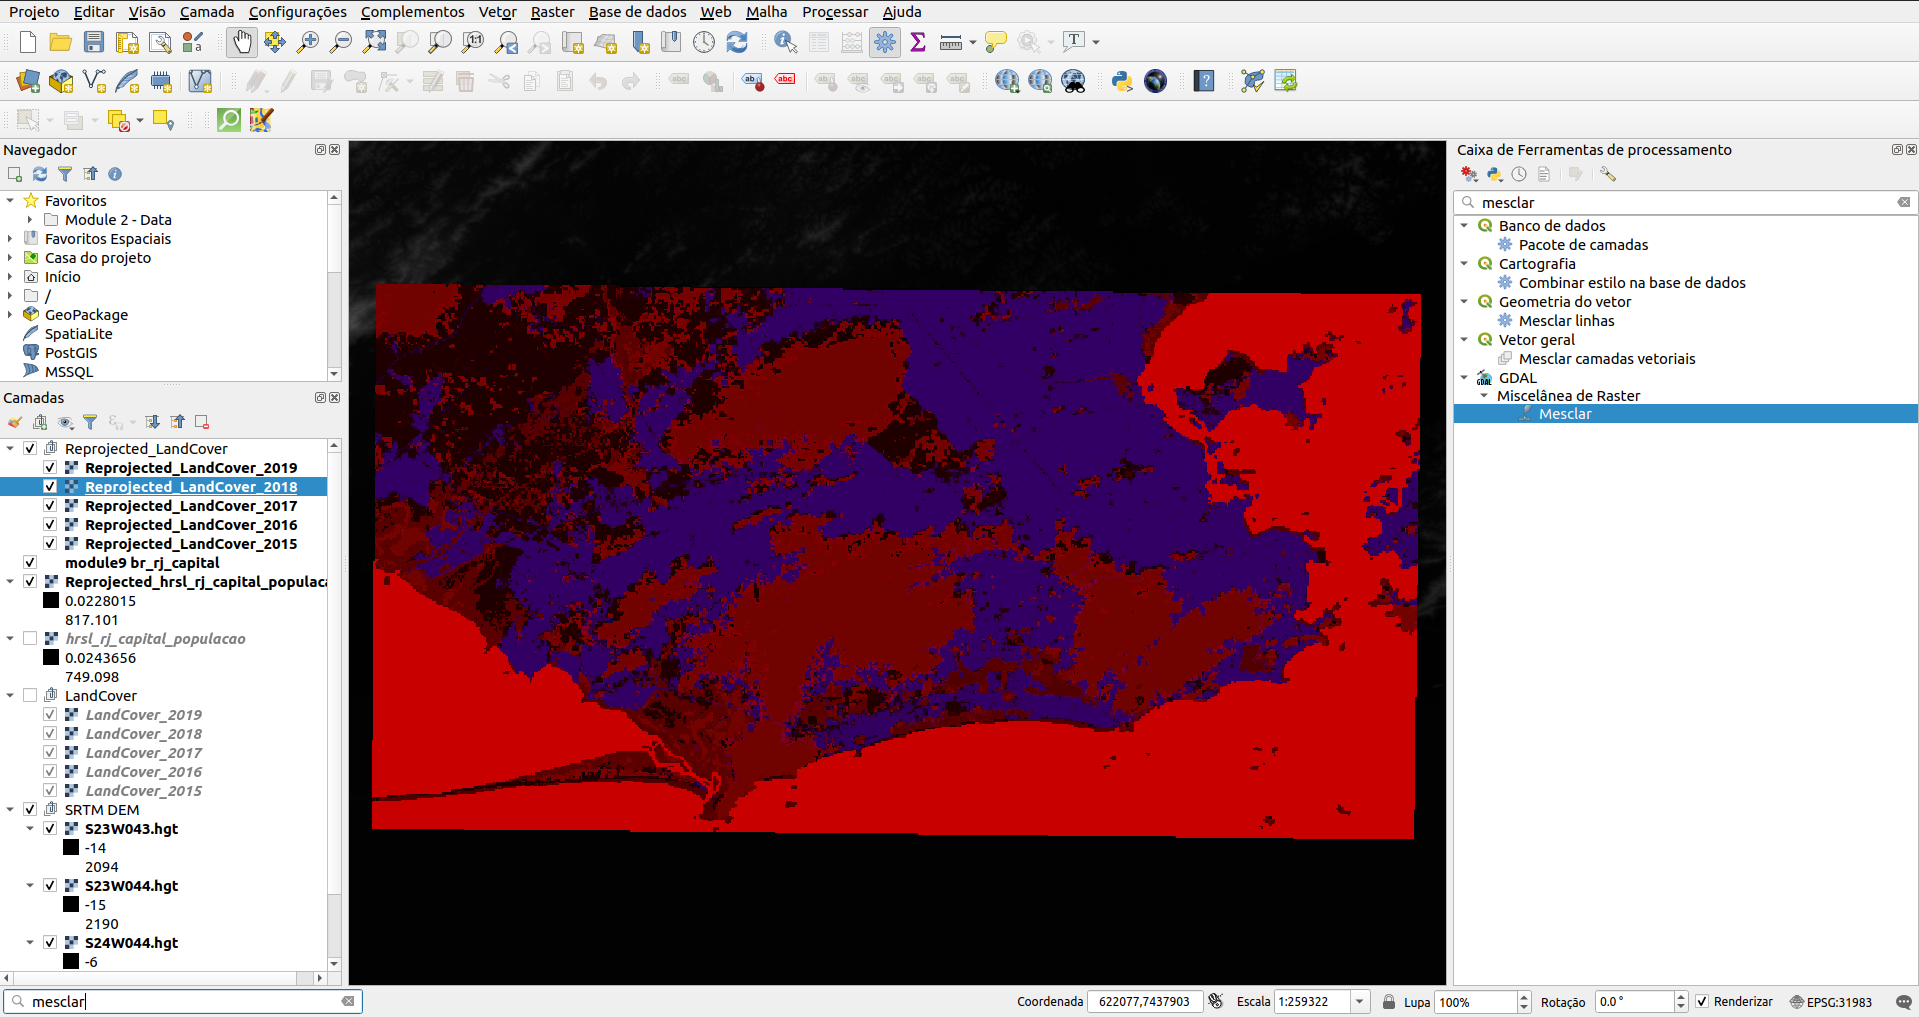 Projeto Editar Visão Camada Configurações Complementos Vetor Raster Base de dados Web Malha Processar Ajuda
Navegador
Favoritos
Module 2 - Data
Favoritos Espaciais
Casa do projeto
Início
/
GeoPackage
SpatiaLite
PostGIS
MSSQL
Camadas
Reprojected_LandCover
Reprojected_LandCover_2019
Reprojected_LandCover_2018
Reprojected_LandCover_2017
Reprojected_LandCover_2016
Reprojected_LandCover_2015
module9 br_rj_capital
Reprojected_hrsl_rj_capital_populaca
0.0228015
817.101
hrsl_rj_capital_populacao
0.0243656
749.098
LandCover
LandCover_2019
LandCover_2018
LandCover_2017
LandCover_2016
LandCover_2015
SRTM DEM
S23W043.hgt
-14
2094
S23W044.hgt
-15
2190
S24W044.hgt
-6
Caixa de Ferramentas de processamento
mesclar
Banco de dados
Pacote de camadas
Cartografia
Combinar estilo na base de dados
Geometria do vetor
Mesclar linhas
Vetor geral
Mesclar camadas vetoriais
GDAL
Miscelânea de Raster
Mesclar
mesclar
Coordenada 622077,7437903 Escala 1:259322 Lupa 100% Rotação 0.0 ° Renderizar EPSG:31983